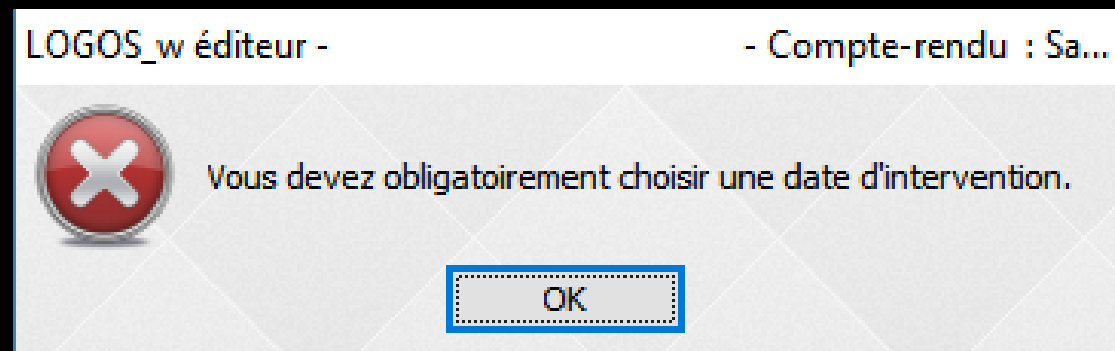 LOGOS_w éditeur - - Compte-rendu : Sa...
Vous devez obligatoirement choisir une date d'intervention.
OK